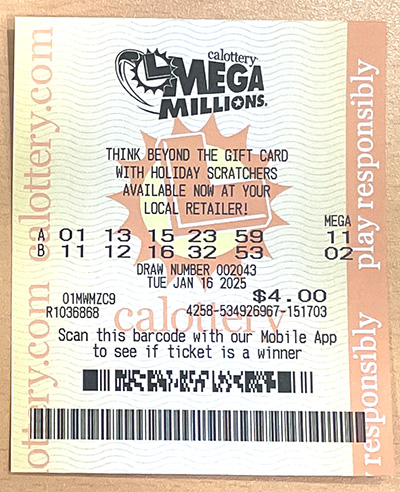 calottery
MEGA
MILLIONS
THINK BEYOND THE GIFT CARD
WITH HOLIDAY SCRATCHERS
AVAILABLE NOW AT YOUR
LOCAL RETAILER!
MEGA
A 01 13 15 23 59 11
B 11 12 16 32 53 02
DRAW NUMBER 002043
TUE JAN 16 2025
01MWMZC9 $4.00
R1036868 4258-534926967-151703
calottery
Scan this barcode with our Mobile App
to see if ticket is a winner
calottery.com
ottery.com
play responsibly
responsibly